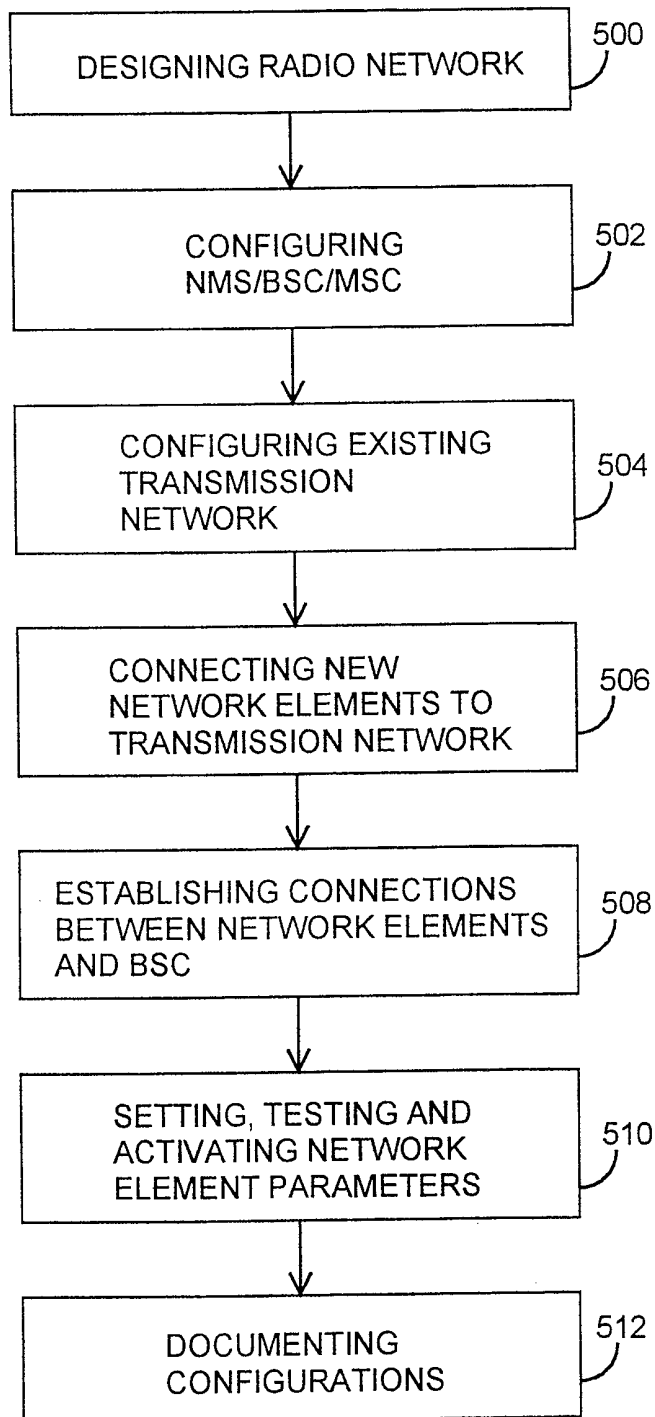 DESIGNING RADIO NETWORK
500
CONFIGURING
NMS/BSC/MSC
502
CONFIGURING EXISTING
TRANSMISSION
NETWORK
504
CONNECTING NEW
NETWORK ELEMENTS TO
TRANSMISSION NETWORK
506
ESTABLISHING CONNECTIONS
BETWEEN NETWORK ELEMENTS
AND BSC
508
SETTING, TESTING AND
ACTIVATING NETWORK
ELEMENT PARAMETERS
510
DOCUMENTING
CONFIGURATIONS
512